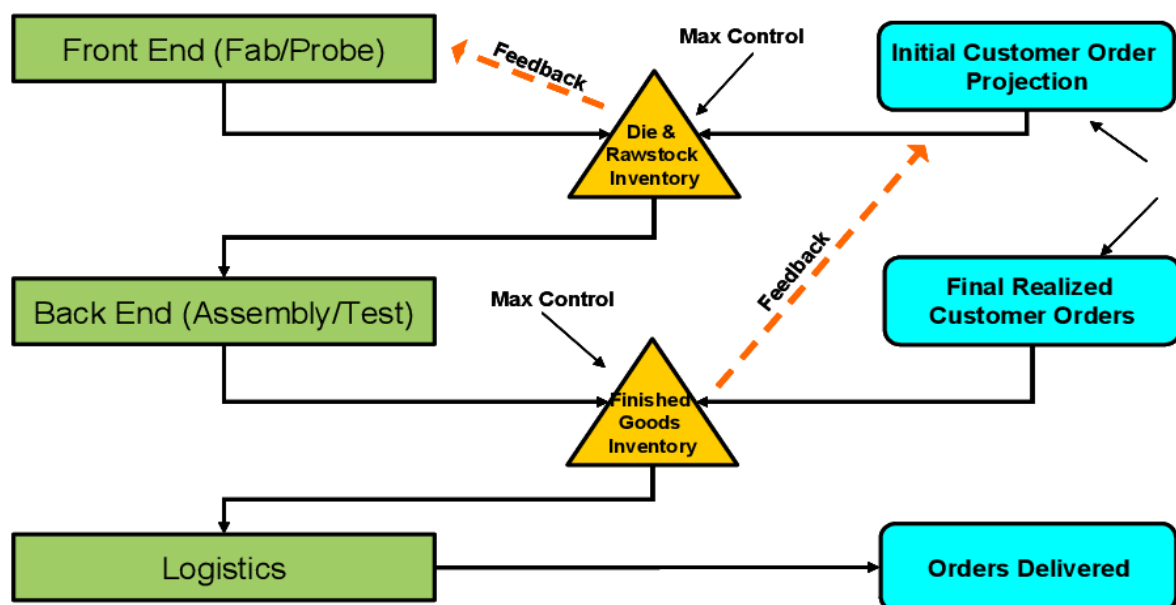 Front End (Fab/Probe)
Feedback
Max Control
Initial Customer Order
Projection
Die &
Rawstock
Inventory
Feedback
Back End (Assembly/Test)
Max Control
Final Realized
Customer Orders
Finished
Goods
Inventory
Logistics
Orders Delivered